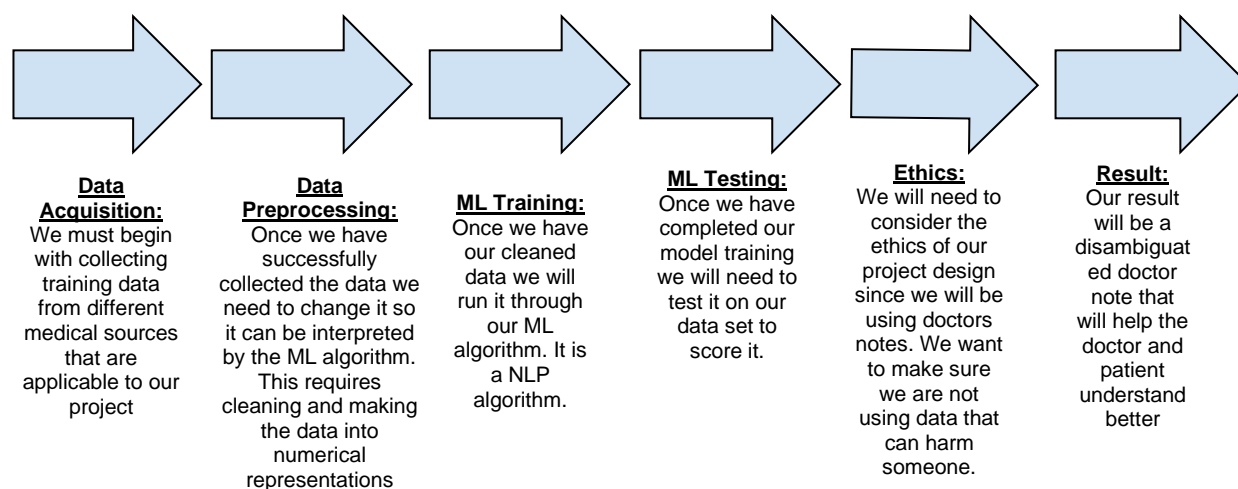 Data
Acquisition:
We must begin
with collecting
training data
from different
medical sources
that are
applicable to our
project
Data
Preprocessing:
Once we have
successfully
collected the data we
need to change it so
it can be interpreted
by the ML algorithm.
This requires
cleaning and making
the data into
numerical
representations
ML Training:
Once we have
our cleaned
data we will
run it through
our ML
algorithm. It is
a NLP
algorithm.
ML Testing:
Once we have
completed our
model training
we will need to
test it on our
data set to
score it.
Ethics:
We will need to
consider the
ethics of our
project design
since we will be
using doctors
notes. We want
to make sure
we are not
using data that
can harm
someone.
Result:
Our result
will be a
disambiguat
ed doctor
note that
will help the
doctor and
patient
understand
better